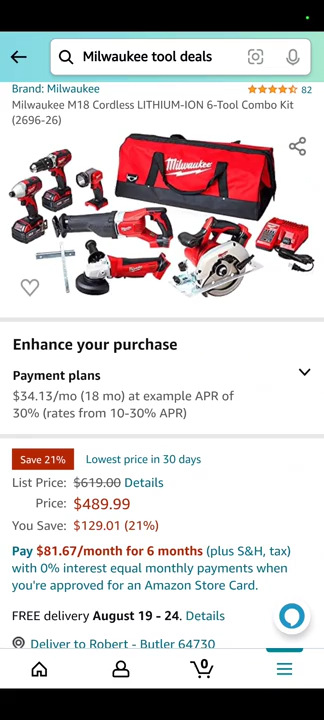 Milwaukee tool deals
Brand: Milwaukee
82
Milwaukee M18 Cordless LITHIUM-ION 6-Tool Combo Kit
(2696-26)
Milwaukee
Enhance your purchase
Payment plans
$34.13/mo (18 mo) at example APR of
30% (rates from 10-30% APR)
Save 21%
Lowest price in 30 days
List Price: $619.00 Details
Price: $489.99
You Save: $129.01 (21%)
Pay $81.67/month for 6 months (plus S&H, tax)
with 0% interest equal monthly payments when
you're approved for an Amazon Store Card.
FREE delivery August 19 - 24. Details
Deliver to Robert - Butler 64730
0